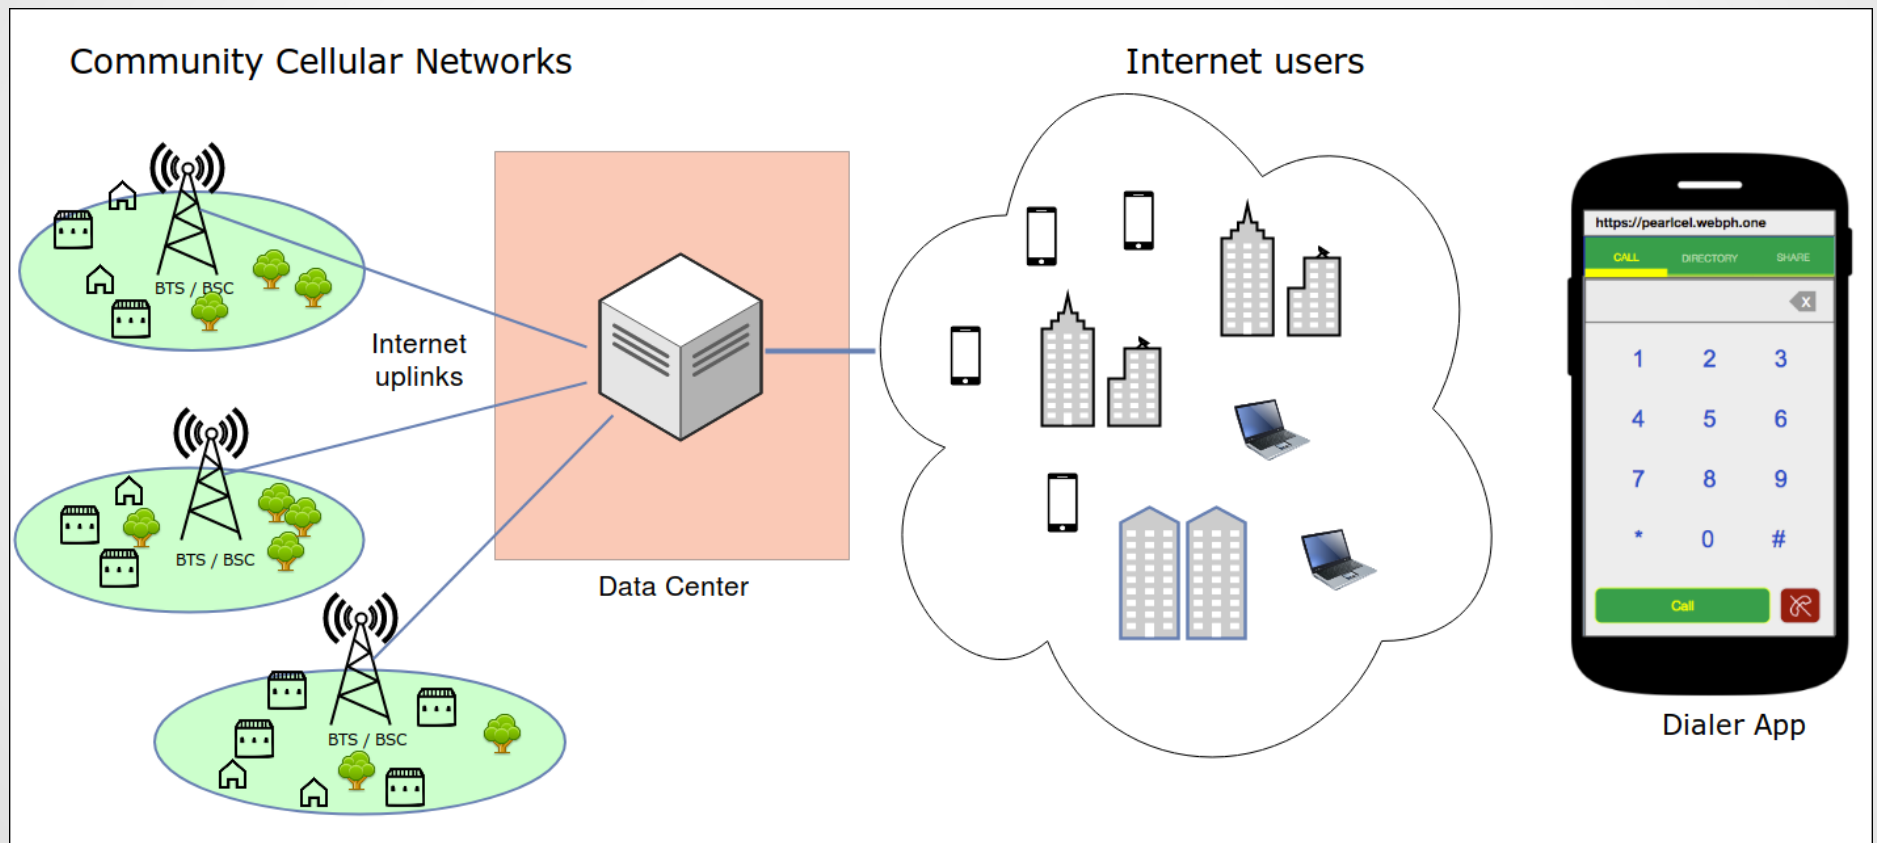 Community Cellular Networks
Internet users
BTS / BSC
Internet
uplinks
BTS / BSC
BTS / BSC
Data Center
https://pearlcel.webph.one
CALL DIRECTORY SHARE
X
1 2 3
4 5 6
7 8 9
* 0 #
Call
Dialer App